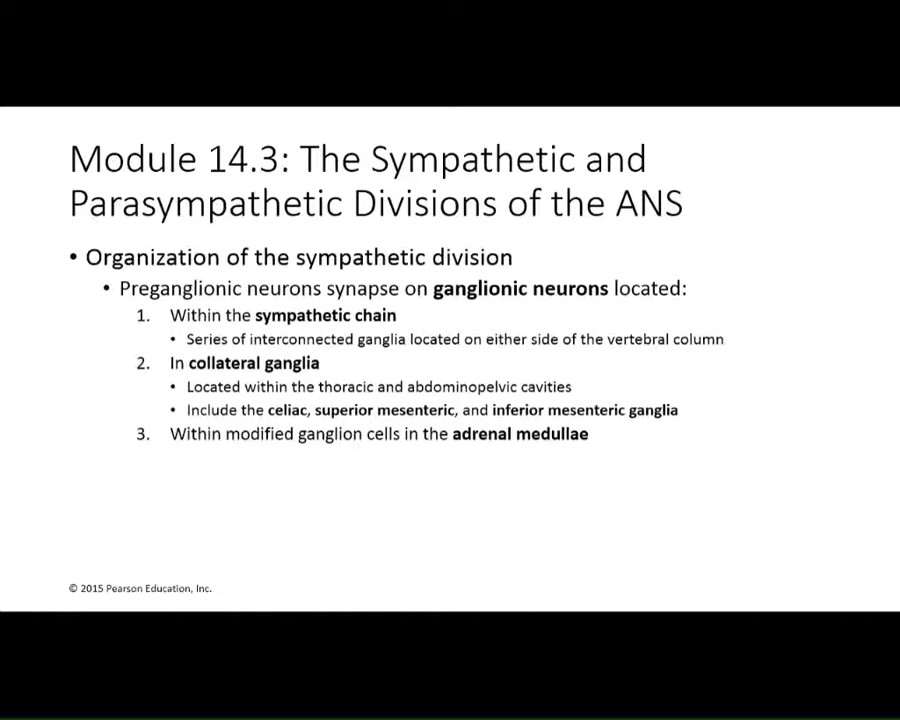 Module 14.3: The Sympathetic and
Parasympathetic Divisions of the ANS
• Organization of the sympathetic division
• Preganglionic neurons synapse on ganglionic neurons located:
1. Within the sympathetic chain
• Series of interconnected ganglia located on either side of the vertebral column
2. In collateral ganglia
• Located within the thoracic and abdominopelvic cavities
• Include the celiac, superior mesenteric, and inferior mesenteric ganglia
3. Within modified ganglion cells in the adrenal medullae
© 2015 Pearson Education, Inc.